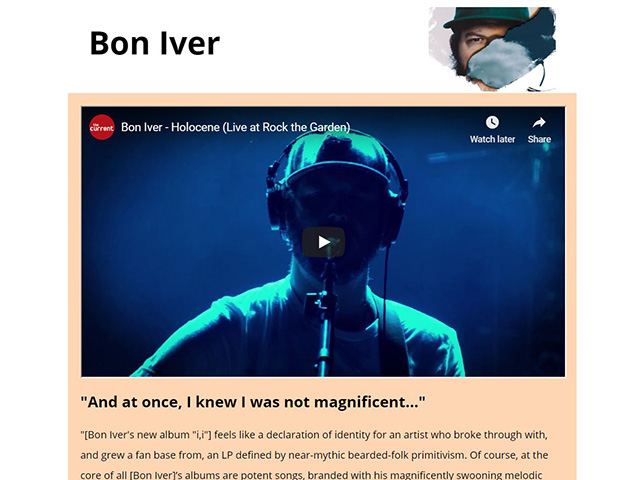 Bon Iver
the current
Bon Iver - Holocene (Live at Rock the Garden)
Watch later
Share
"And at once, I knew I was not magnificent..."
"[Bon Iver's new album "i,i"] feels like a declaration of identity for an artist who broke through with,
and grew a fan base from, an LP defined by near-mythic bearded-folk primitivism. Of course, at the
core of all [Bon Iver]'s albums are potent songs, branded with his magnificently swooning melodic